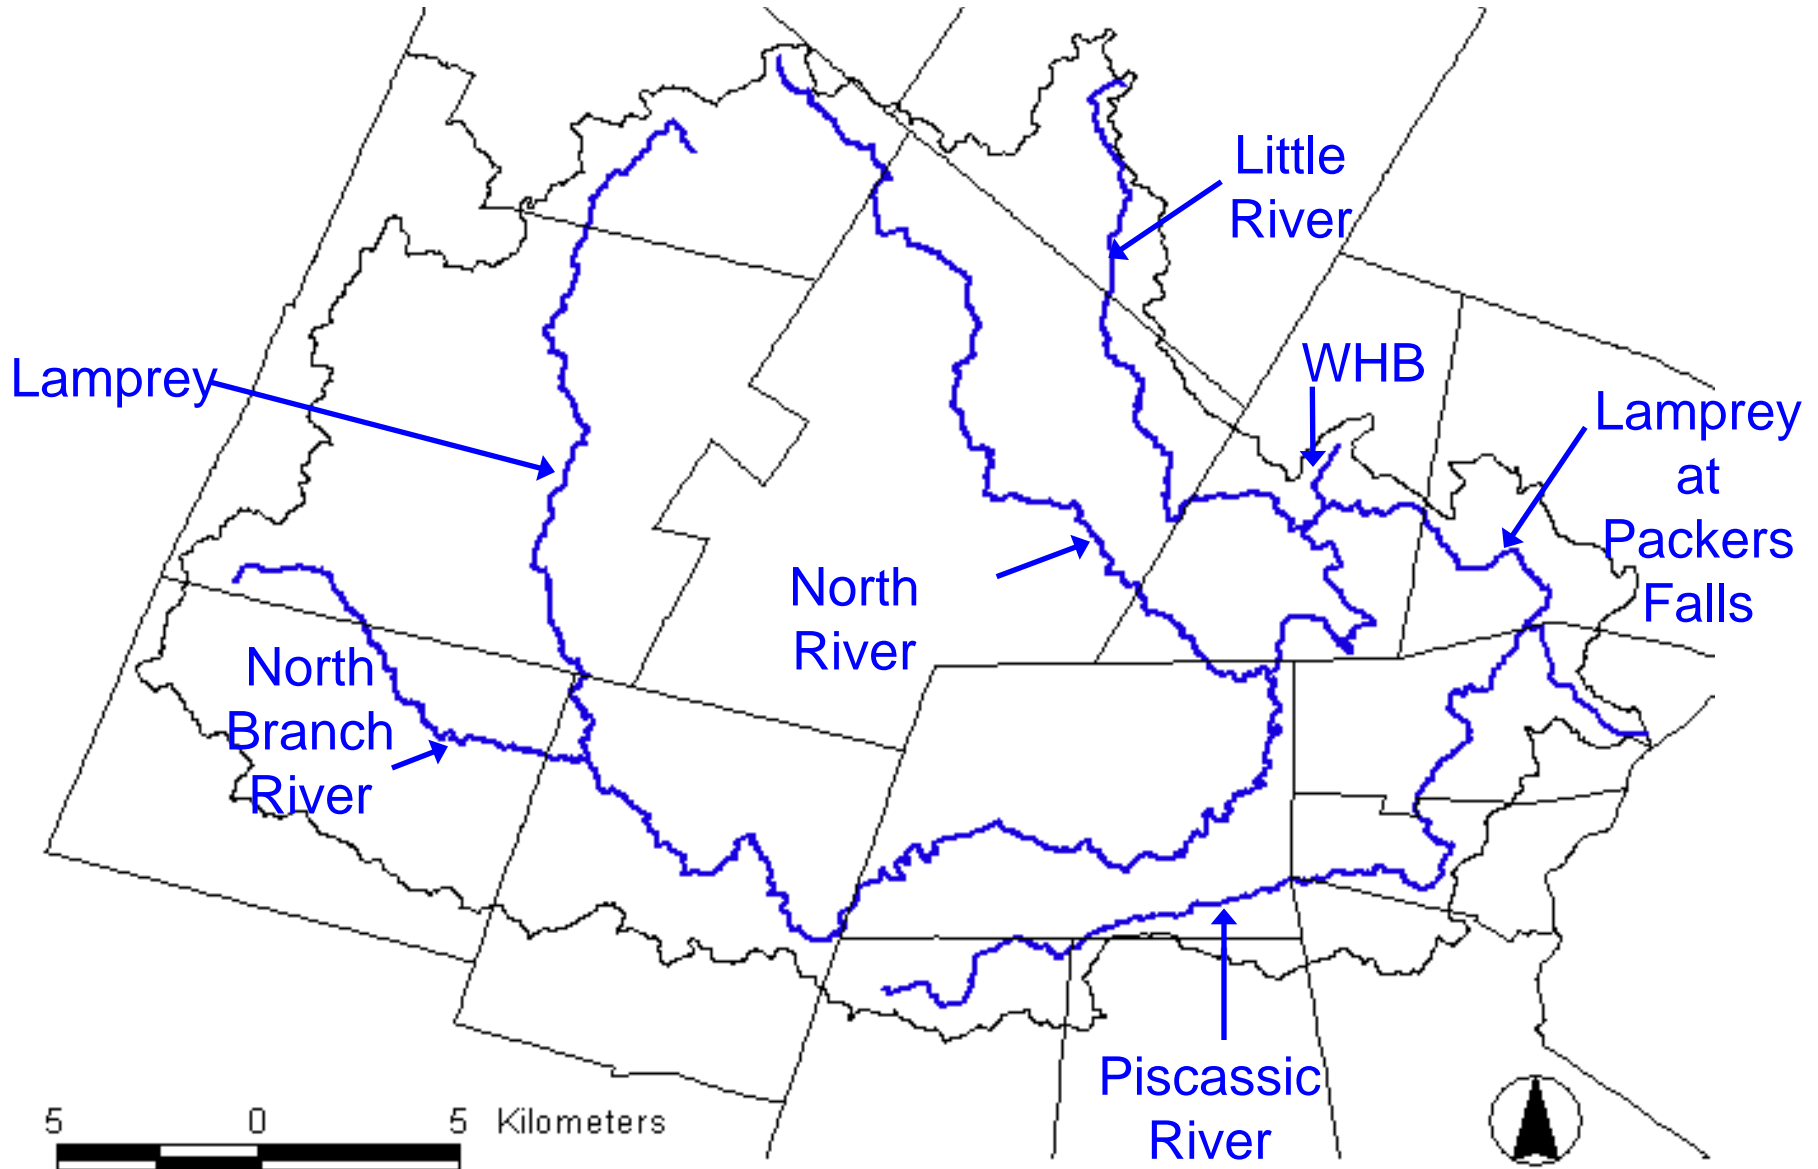 Little
River
WHB
Lamprey
Lamprey
at
Packers
Falls
North
River
North
Branch
River
Piscassic
River
5 0 5 Kilometers